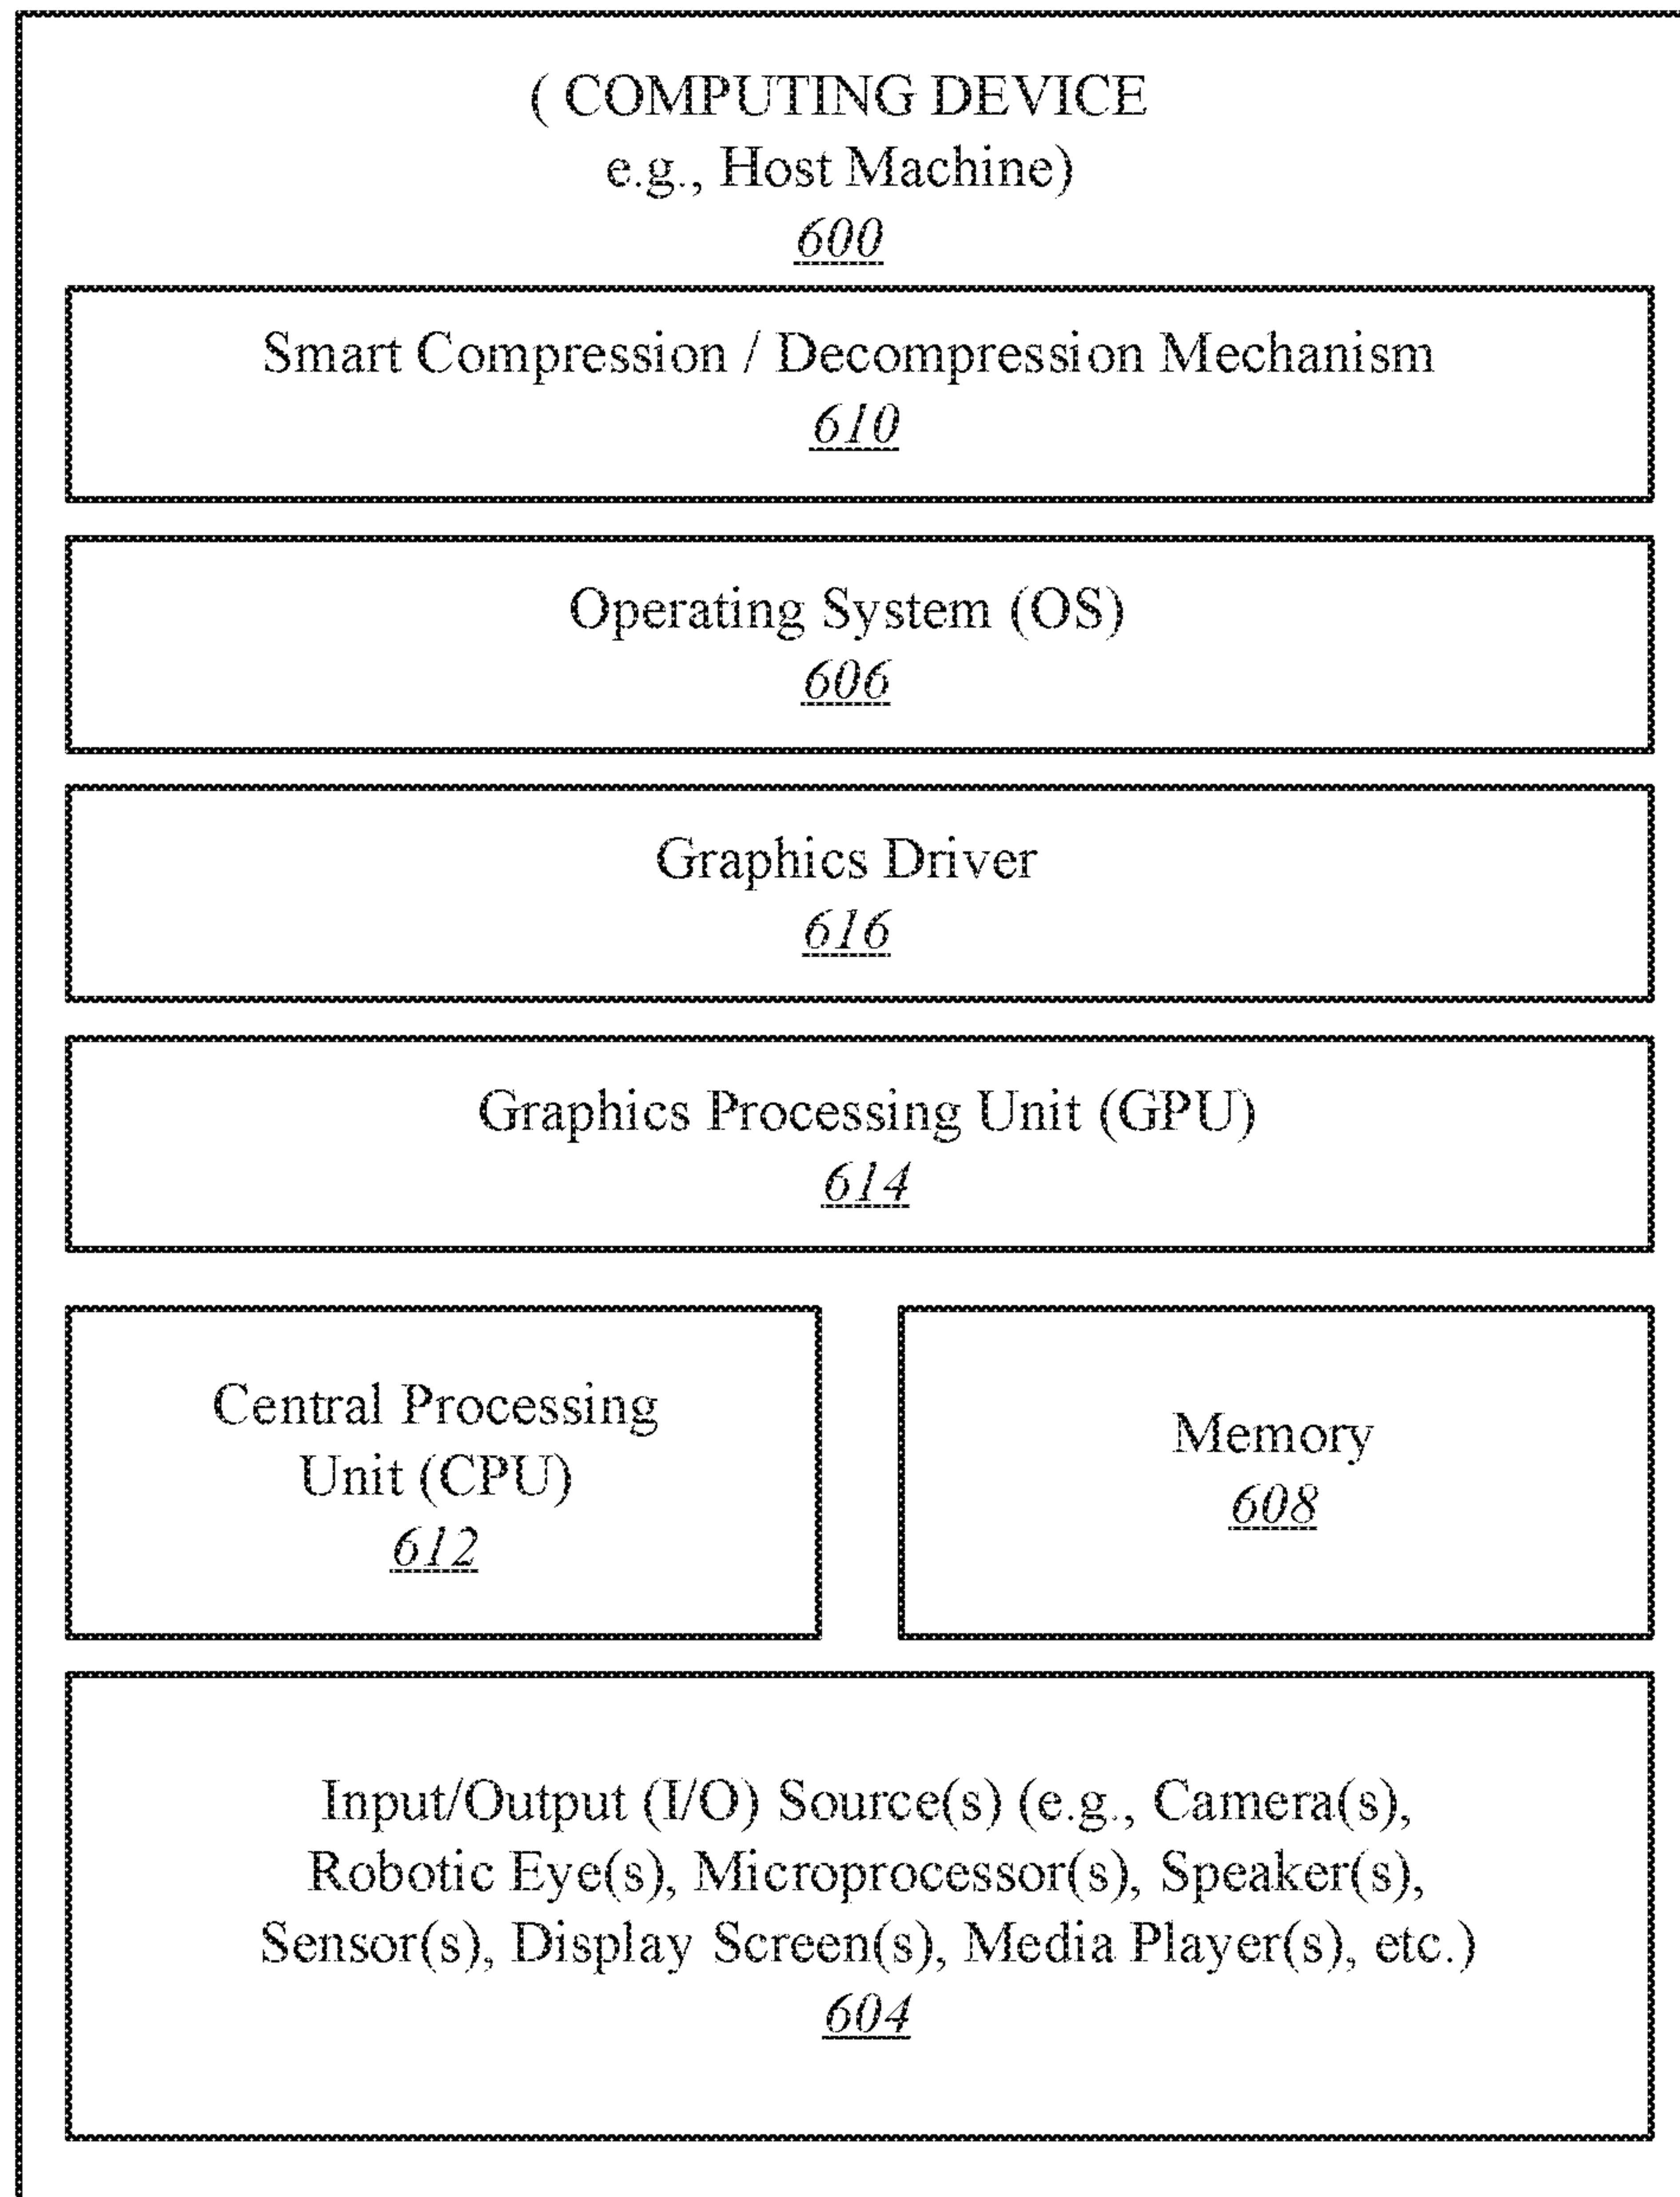 ( COMPUTING DEVICE
e.g., Host Machine)
600
Smart Compression / Decompression Mechanism
610
Operating System (OS)
606
Graphics Driver
616
Graphics Processing Unit (GPU)
614
Central Processing
Unit (CPU)
612
Memory
608
Input/Output (I/O) Source(s) (e.g., Camera(s),
Robotic Eye(s), Microprocessor(s), Speaker(s),
Sensor(s), Display Screen(s), Media Player(s), etc.)
604